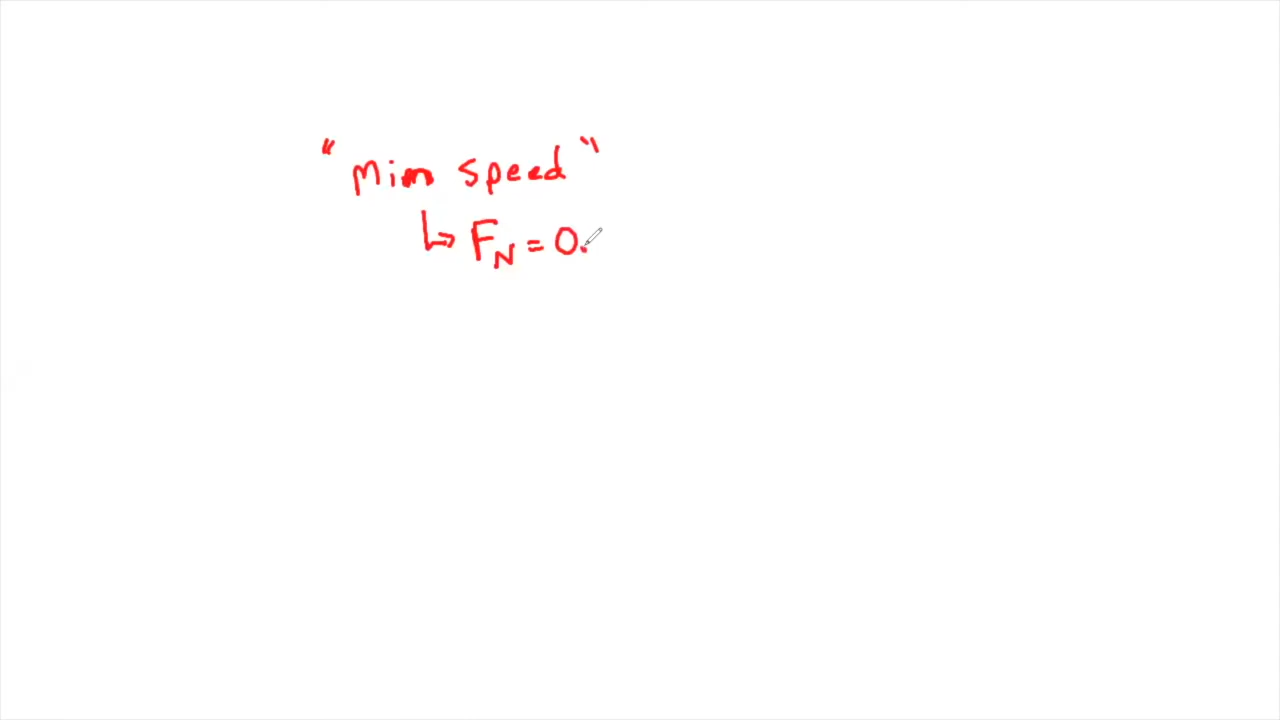 "Min speed"
↳ F_N = 0.